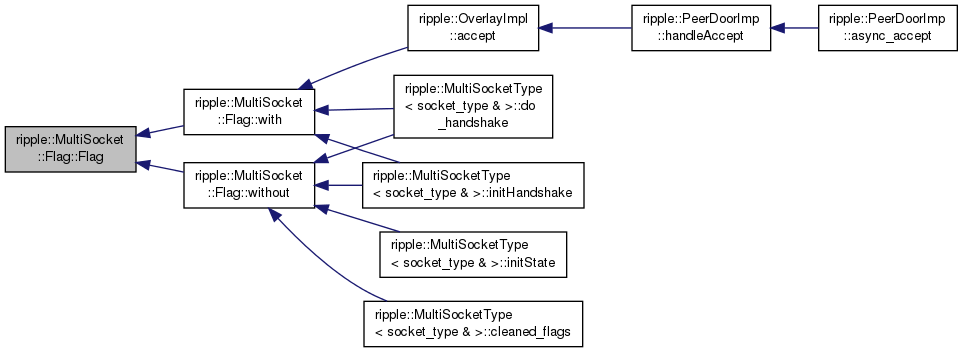 ripple::MultiSocket
::Flag::Flag
ripple::MultiSocket
::Flag::with
ripple::MultiSocket
::Flag::without
ripple::OverlayImpl
::accept
ripple::PeerDoorImp
::handleAccept
ripple::PeerDoorImp
::async_accept
ripple::MultiSocketType
< socket_type & >::do
_handshake
ripple::MultiSocketType
< socket_type & >::initHandshake
ripple::MultiSocketType
< socket_type & >::initState
ripple::MultiSocketType
< socket_type & >::cleaned_flags